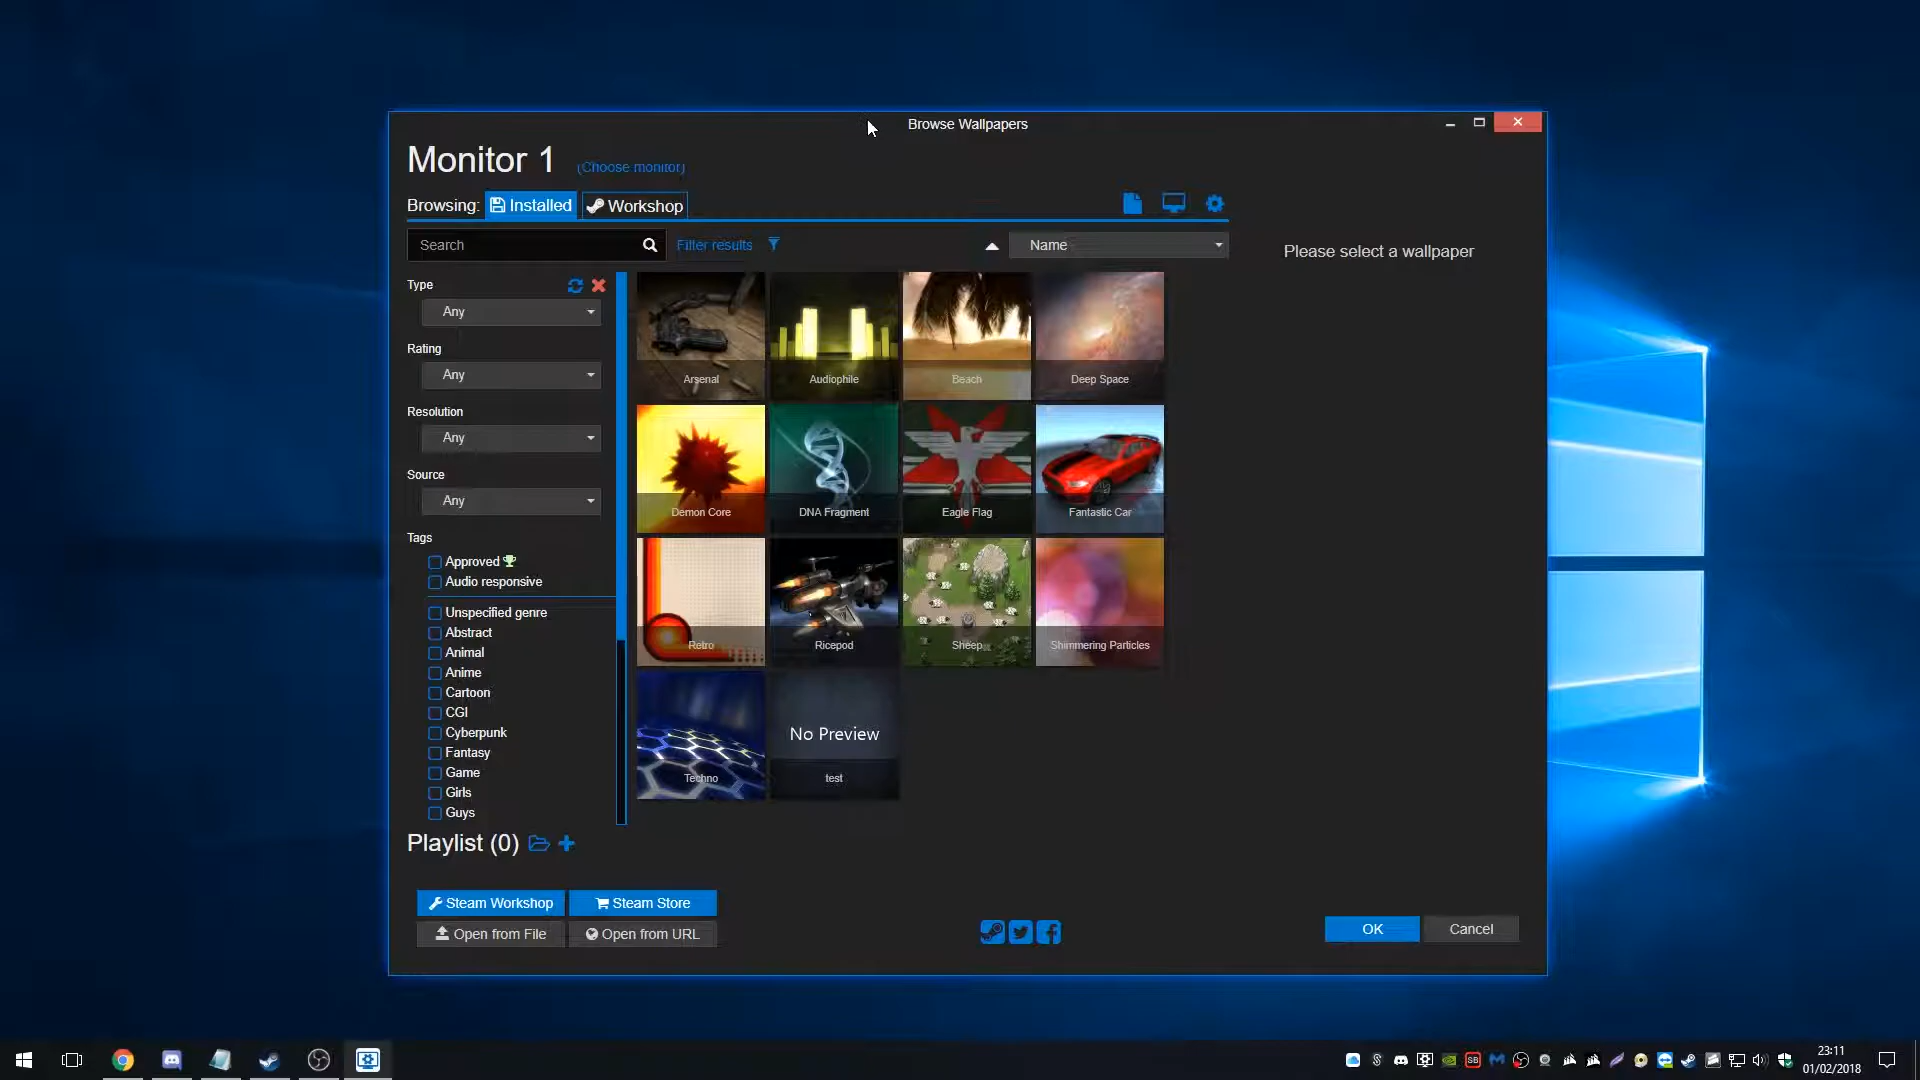 Browse Wallpapers
Monitor 1 (Choose monitor)
Browsing: Installed Workshop
Search Filter results Name
Please select a wallpaper
Type
Any
Rating
Any
Resolution
Any
Source
Any
Tags
Approved
Audio responsive
Unspecified genre
Abstract
Animal
Anime
Cartoon
CGI
Cyberpunk
Fantasy
Game
Girls
Guys
Arsenal Audiophile Beach Deep Space
Demon Core DNA Fragment Eagle Flag Fantastic Car
Retro Ricepod Sheep Shimmering Particles
No Preview
Techno test
Playlist (0)
Steam Workshop Steam Store
Open from File Open from URL
OK Cancel
SB
23:11
01/02/2018